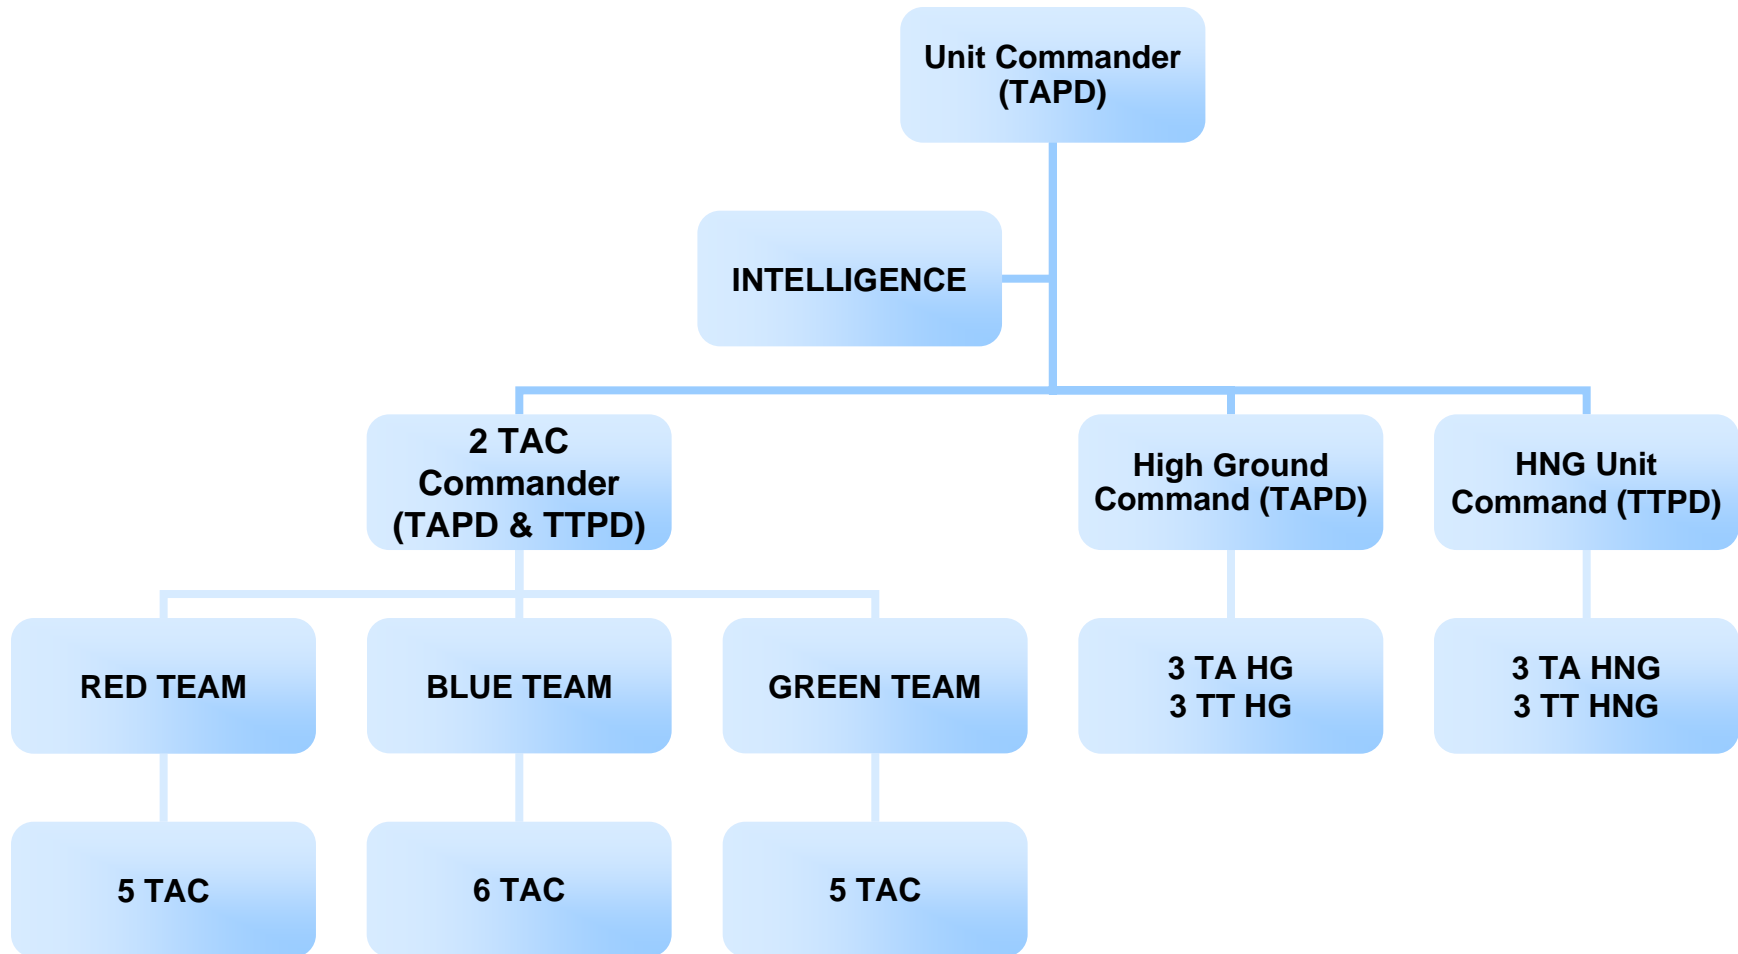 Unit Commander
(TAPD)
INTELLIGENCE
2 TAC
Commander
(TAPD & TTPD)
High Ground
Command (TAPD)
HNG Unit
Command (TTPD)
RED TEAM
BLUE TEAM
GREEN TEAM
3 TA HG
3 TT HG
3 TA HNG
3 TT HNG
5 TAC
6 TAC
5 TAC